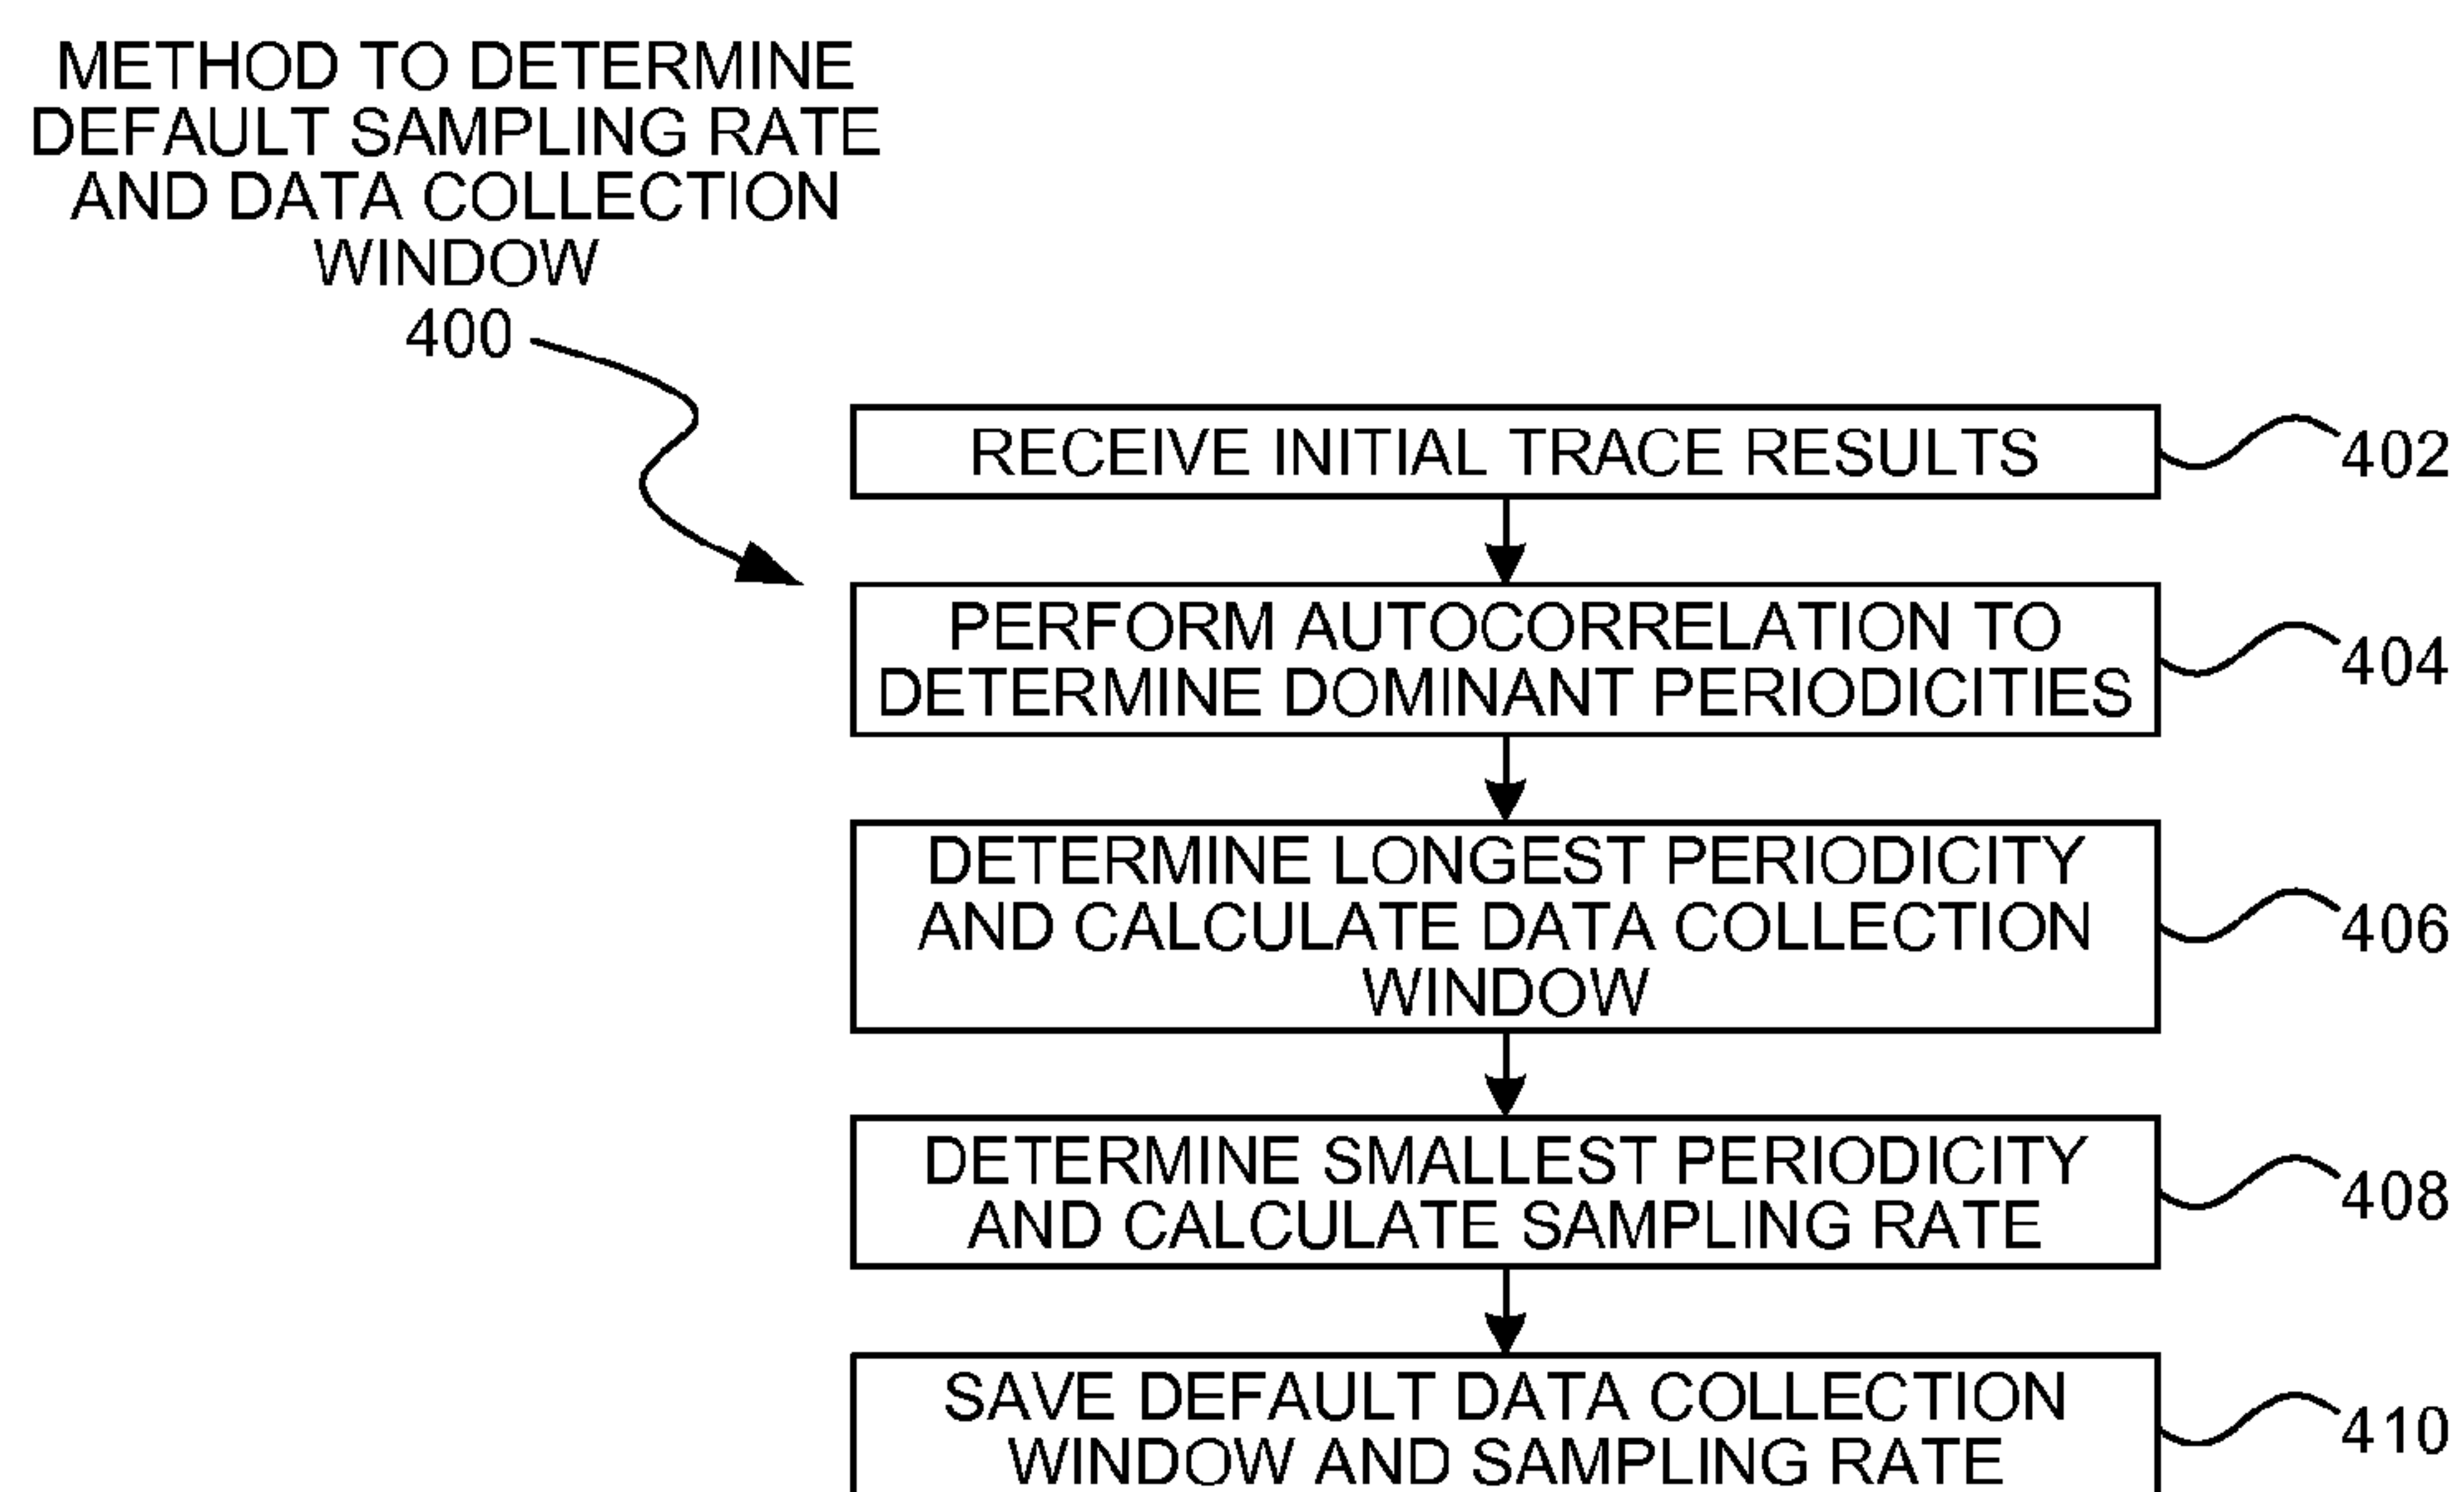 METHOD TO DETERMINE
DEFAULT SAMPLING RATE
AND DATA COLLECTION
WINDOW
400
RECEIVE INITIAL TRACE RESULTS
402
PERFORM AUTOCORRELATION TO
DETERMINE DOMINANT PERIODICITIES
404
DETERMINE LONGEST PERIODICITY
AND CALCULATE DATA COLLECTION
WINDOW
406
DETERMINE SMALLEST PERIODICITY
AND CALCULATE SAMPLING RATE
408
SAVE DEFAULT DATA COLLECTION
WINDOW AND SAMPLING RATE
410